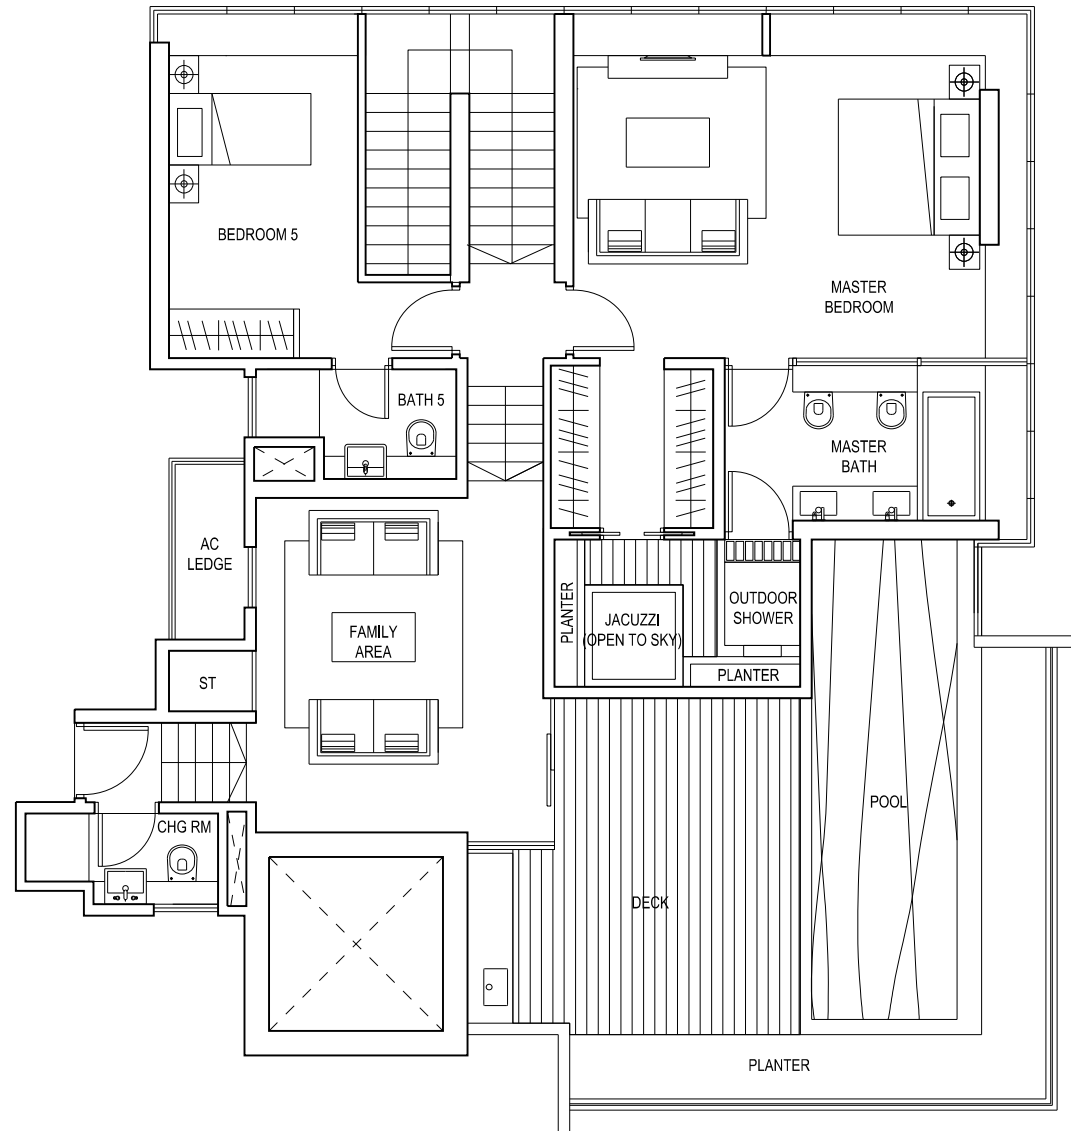 BEDROOM 5
MASTER
BEDROOM
BATH 5
MASTER
BATH
AC
LEDGE
PLANTER
JACUZZI
(OPEN TO SKY)
OUTDOOR
SHOWER
FAMILY
AREA
PLANTER
ST
POOL
CHG RM
DECK
PLANTER